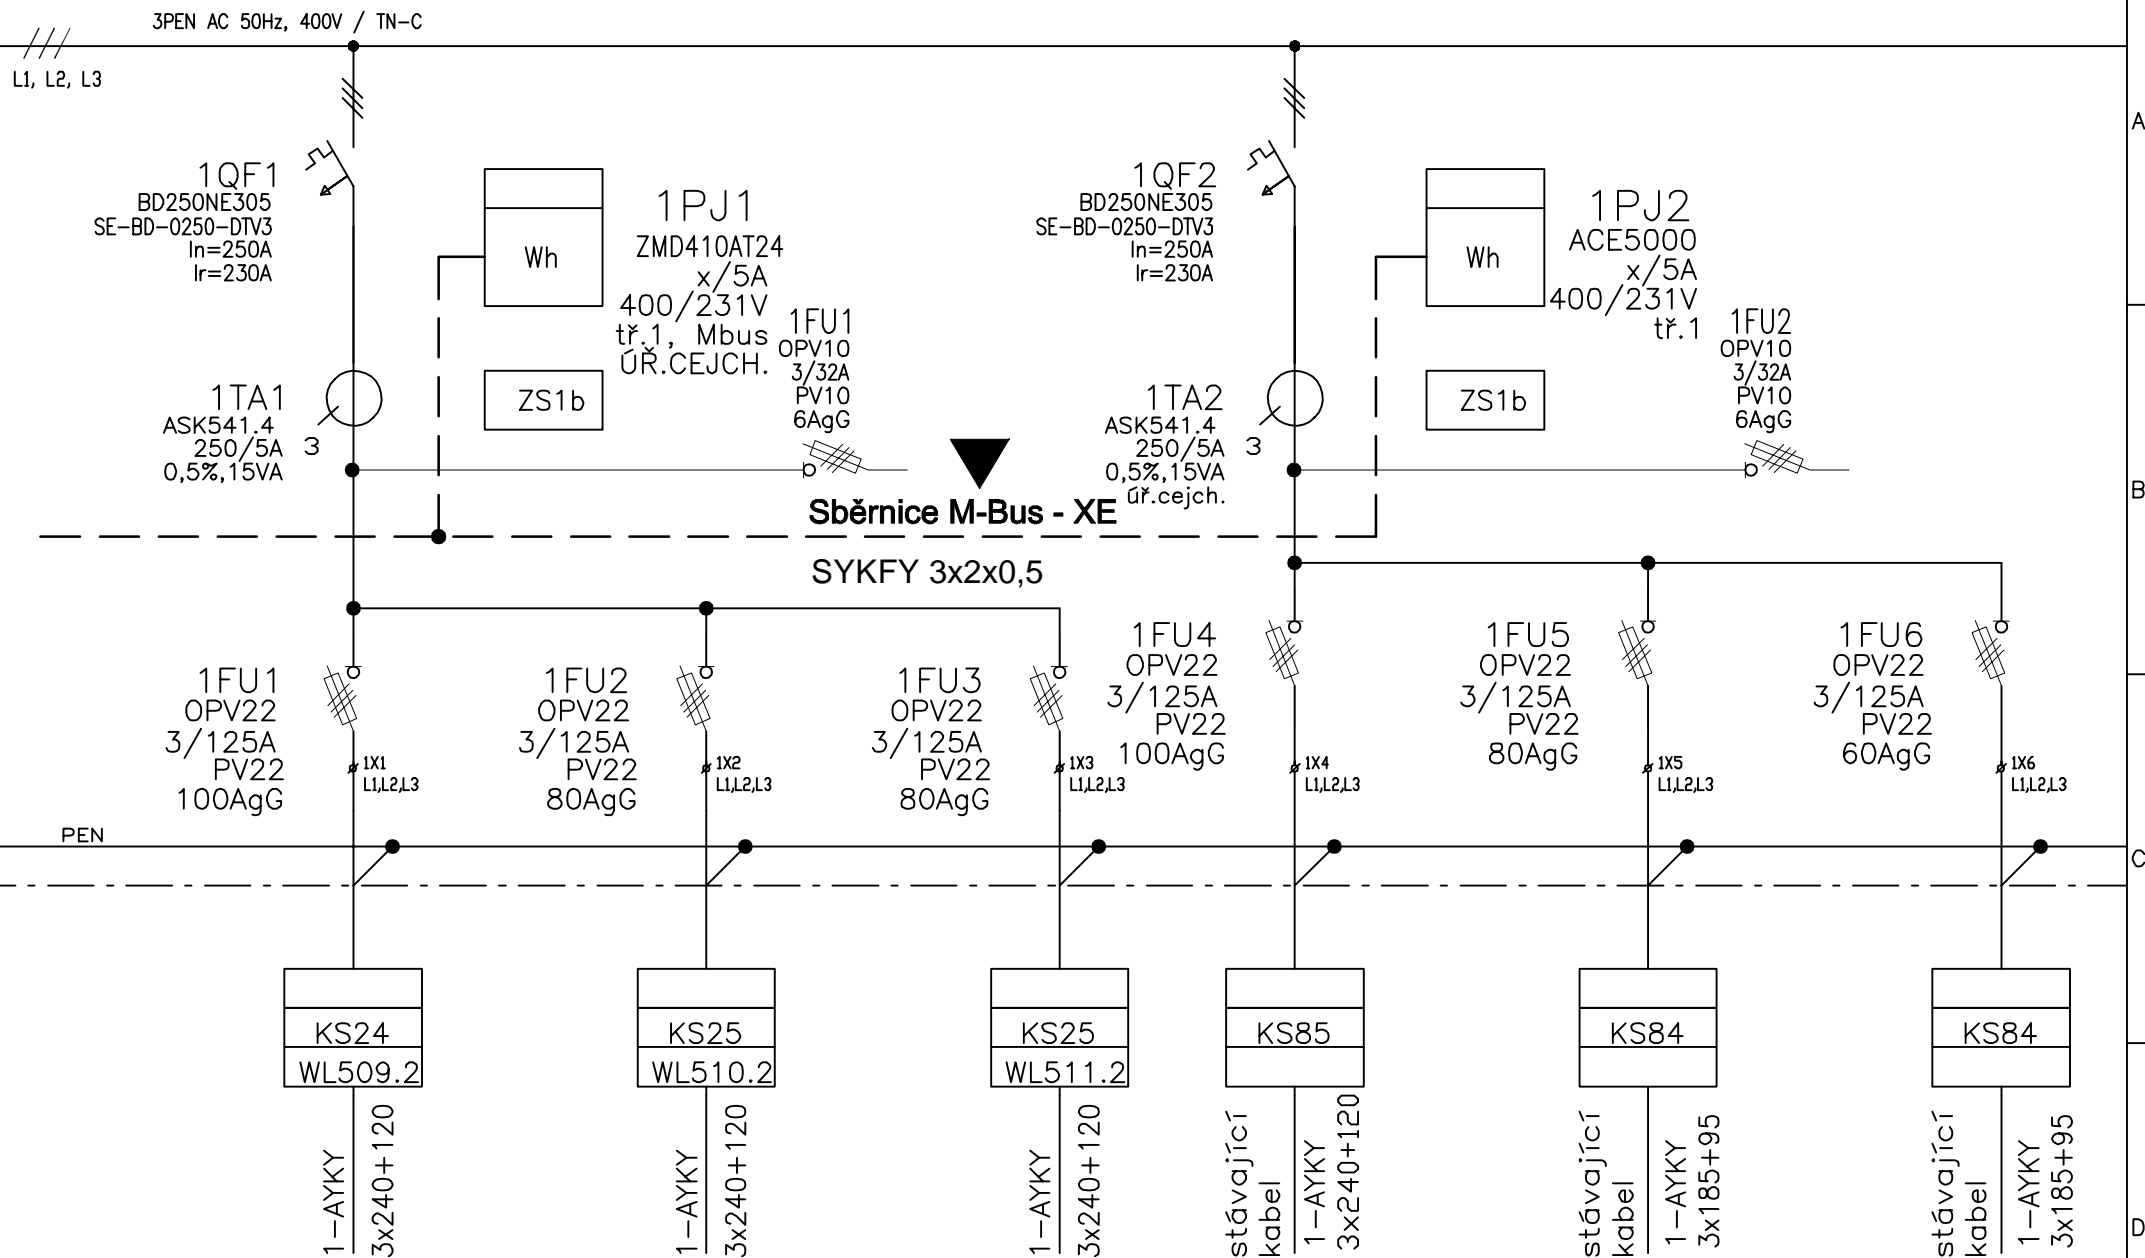 3PEN AC 50Hz, 400V / TN-C
L1, L2, L3
A
1QF1
BD250NE305
SE-BD-0250-DTV3
In=250A
Ir=230A
Wh
1PJ1
ZMD410AT24
x/5A
400/231V
tř.1, Mbus
ÚŘ.CEJCH.
1FU1
OPV10
3/32A
PV10
6AgG
1TA1
ASK541.4
250/5A
0,5%,15VA
3
ZS1b
1QF2
BD250NE305
SE-BD-0250-DTV3
In=250A
Ir=230A
Wh
1PJ2
ACE5000
x/5A
400/231V
tř.1
1FU2
OPV10
3/32A
PV10
6AgG
1TA2
ASK541.4
250/5A
0,5%,15VA
úř.cejch.
3
ZS1b
B
Sběrnice M-Bus - XE
SYKFY 3x2x0,5
1FU1
OPV22
3/125A
PV22
100AgG
1X1
L1,L2,L3
1FU2
OPV22
3/125A
PV22
80AgG
1X2
L1,L2,L3
1FU3
OPV22
3/125A
PV22
80AgG
1X3
L1,L2,L3
1FU4
OPV22
3/125A
PV22
100AgG
1X4
L1,L2,L3
1FU5
OPV22
3/125A
PV22
80AgG
1X5
L1,L2,L3
1FU6
OPV22
3/125A
PV22
60AgG
1X6
L1,L2,L3
PEN
C
KS24
WL509.2
KS25
WL510.2
KS25
WL511.2
KS85
KS84
KS84
1-AYKY
3x240+120
1-AYKY
3x240+120
1-AYKY
3x240+120
stávající
kabel
1-AYKY
3x240+120
stávající
kabel
1-AYKY
3x185+95
stávající
kabel
1-AYKY
3x185+95
D